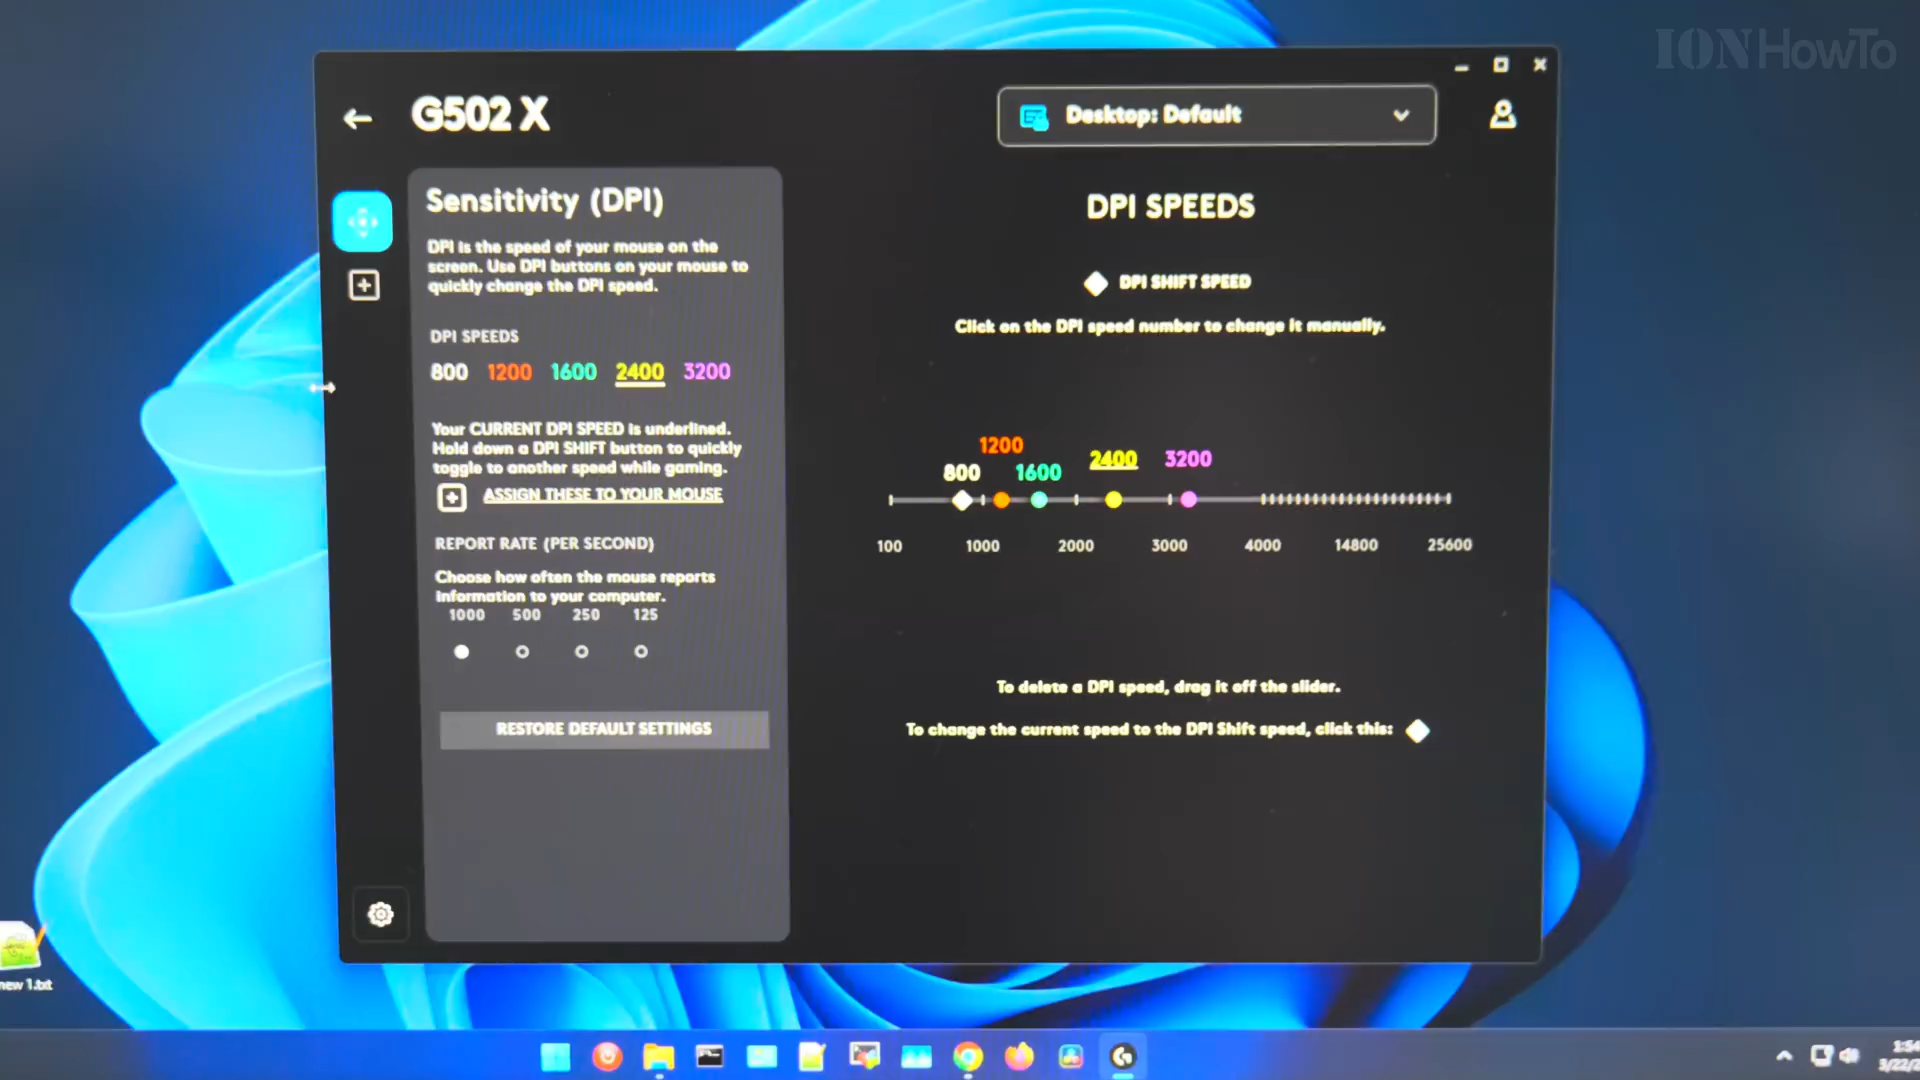 IONHowTo
G502 X
Desktop: Default
Sensitivity (DPI)
DPI is the speed of your mouse on the
screen. Use DPI buttons on your mouse to
quickly change the DPI speed.
DPI SPEEDS
800 1200 1600 2400 3200
Your CURRENT DPI SPEED is underlined.
Hold down a DPI SHIFT button to quickly
toggle to another speed while gaming.
ASSIGN THESE TO YOUR MOUSE
REPORT RATE (PER SECOND)
Choose how often the mouse reports
information to your computer.
1000 500 250 125
RESTORE DEFAULT SETTINGS
DPI SPEEDS
DPI SHIFT SPEED
Click on the DPI speed number to change it manually.
1200
800 1600 2400 3200
100 1000 2000 3000 4000 14800 25600
To delete a DPI speed, drag it off the slider.
To change the current speed to the DPI Shift speed, click this:
new 1.txt
1:54
3/22/2